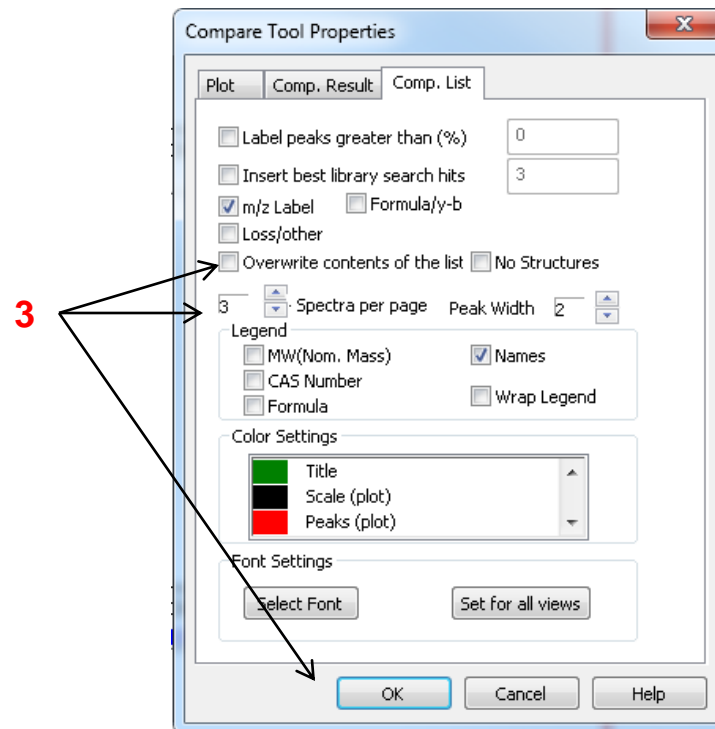 Compare Tool Properties
X
Plot Comp. Result Comp. List
Label peaks greater than (%) 0
Insert best library search hits 3
m/z Label Formula/y-b
Loss/other
Overwrite contents of the list No Structures
3
3 Spectra per page Peak Width 2
Legend
MW(Nom. Mass) Names
CAS Number
Formula Wrap Legend
Color Settings
Title
Scale (plot)
Peaks (plot)
Font Settings
Select Font Set for all views
OK Cancel Help